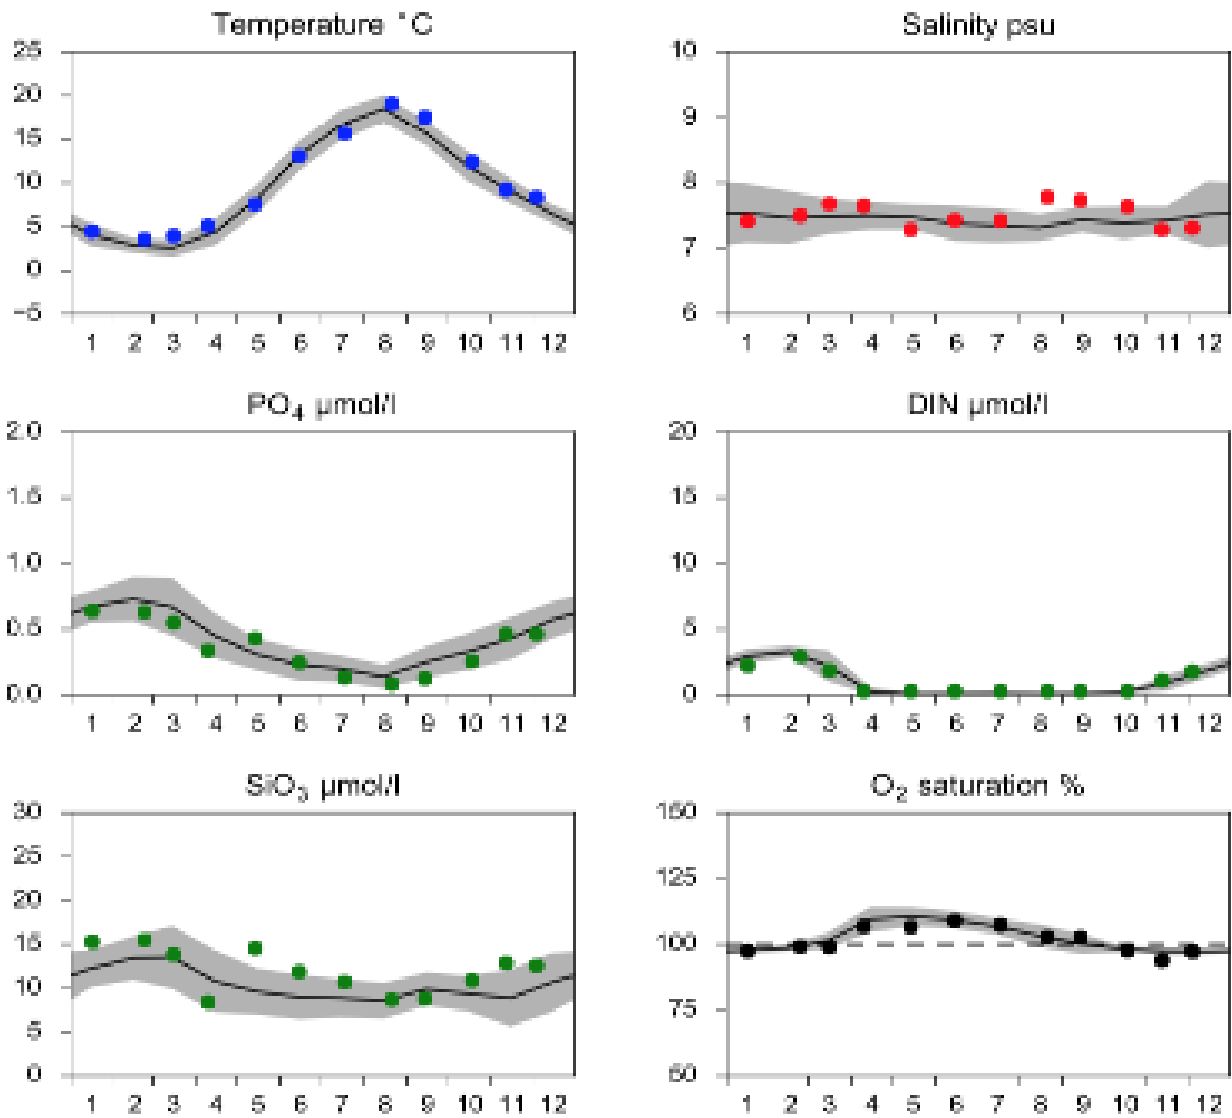 Temperature °C
25
20
15
10
5
0
−5
1 2 3 4 5 6 7 8 9 10 11 12
Salinity psu
10
9
8
7
6
1 2 3 4 5 6 7 8 9 10 11 12
PO₄ µmol/l
2.0
1.5
1.0
0.5
0.0
1 2 3 4 5 6 7 8 9 10 11 12
DIN µmol/l
20
15
10
5
0
1 2 3 4 5 6 7 8 9 10 11 12
SiO₃ µmol/l
30
25
20
15
10
5
0
1 2 3 4 5 6 7 8 9 10 11 12
O₂ saturation %
150
125
100
75
50
1 2 3 4 5 6 7 8 9 10 11 12